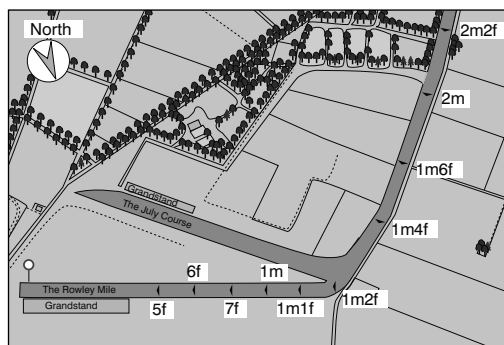 North
2m2f
2m
1m6f
Grandstand
The July Course
1m4f
6f
1m
The Rowley Mile
1m2f
Grandstand
5f
7f
1m1f